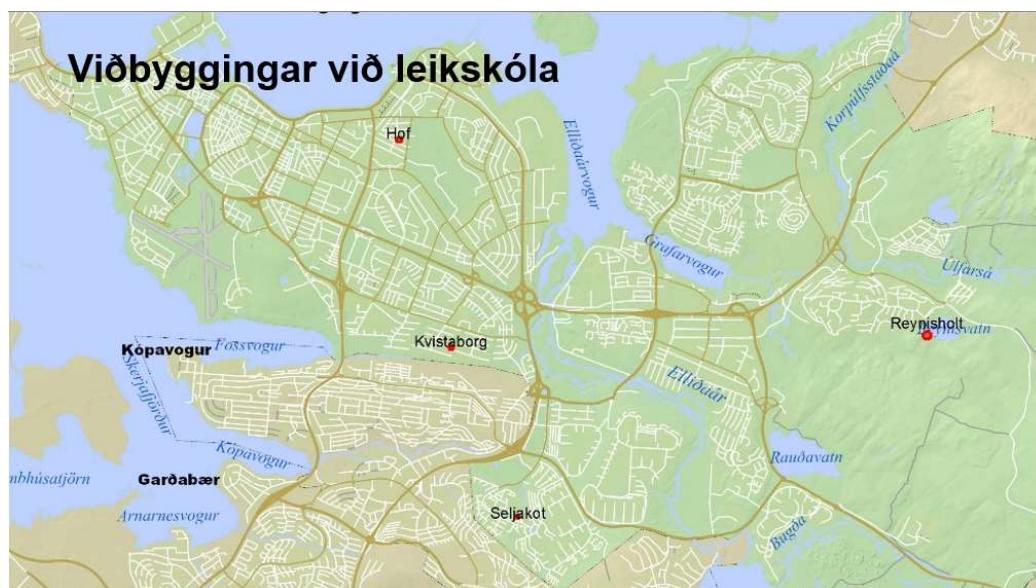 Viðbyggingar við leikskóla
Hof
Elliðaárvogur
Korpúlfsstaðaá
Grafarvogur
Úlfarsá
Reynisholt
Kvistaborg
Fossvogur
Kópavogur
Skerjafjörður
Elliðaár
Kópavogur
Rauðavatn
Garðabær
Arnarnesvogur
Seljakot
Bugða